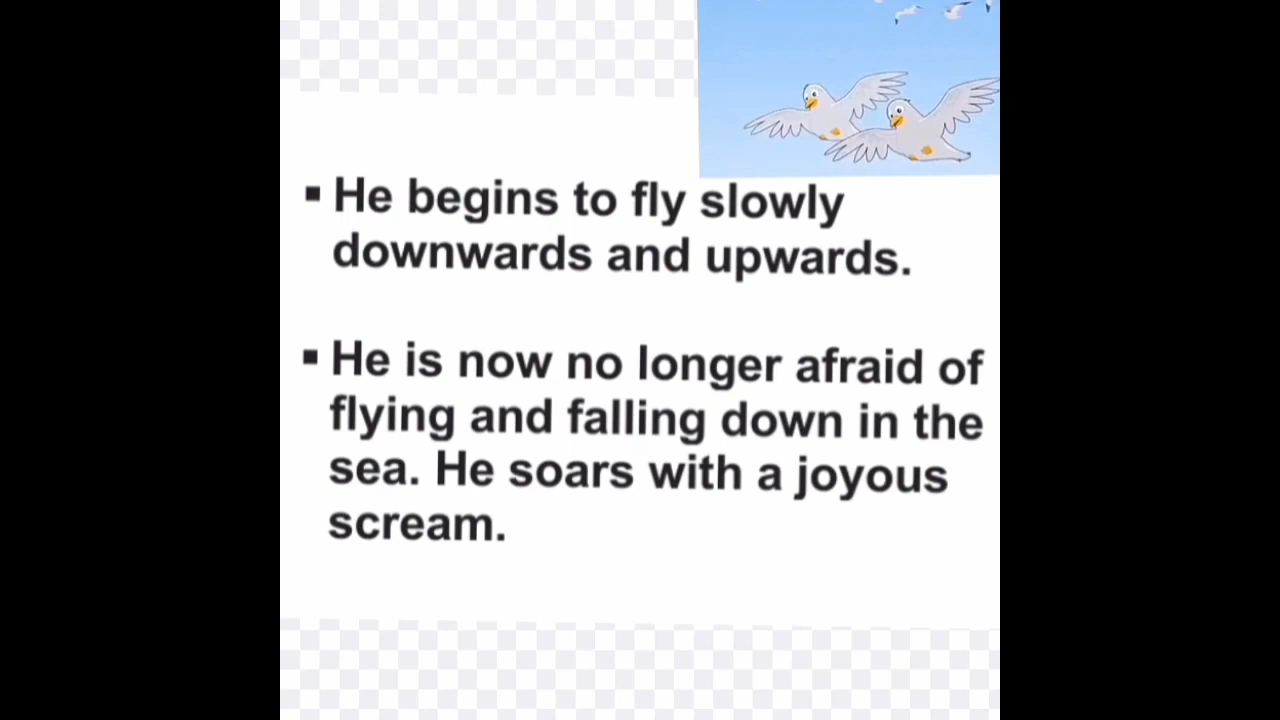 ▪ He begins to fly slowly
downwards and upwards.
▪ He is now no longer afraid of
flying and falling down in the
sea. He soars with a joyous
scream.